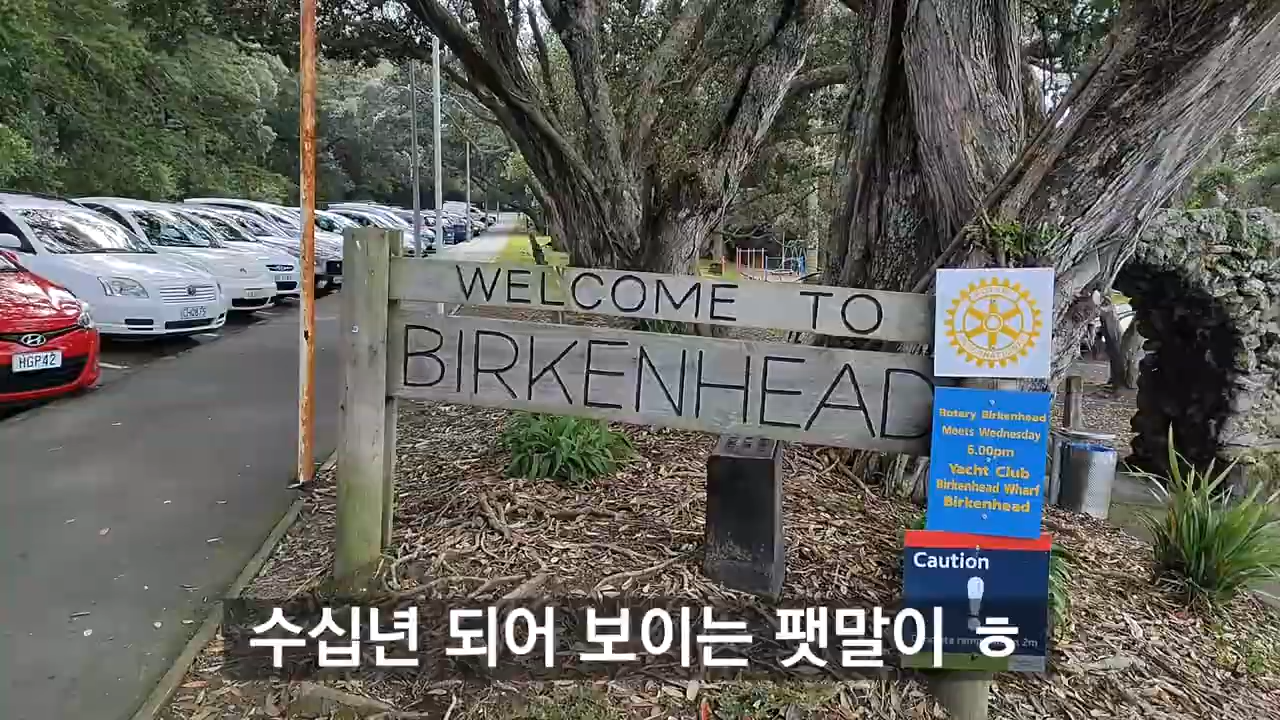 WELCOME TO
BIRKENHEAD
Rotary Birkenhead
Meets Wednesday
6.00pm
Yacht Club
Birkenhead Wharf
Birkenhead
Caution
2m
HGP42
수십년 되어 보이는 팻말이 ㅎ